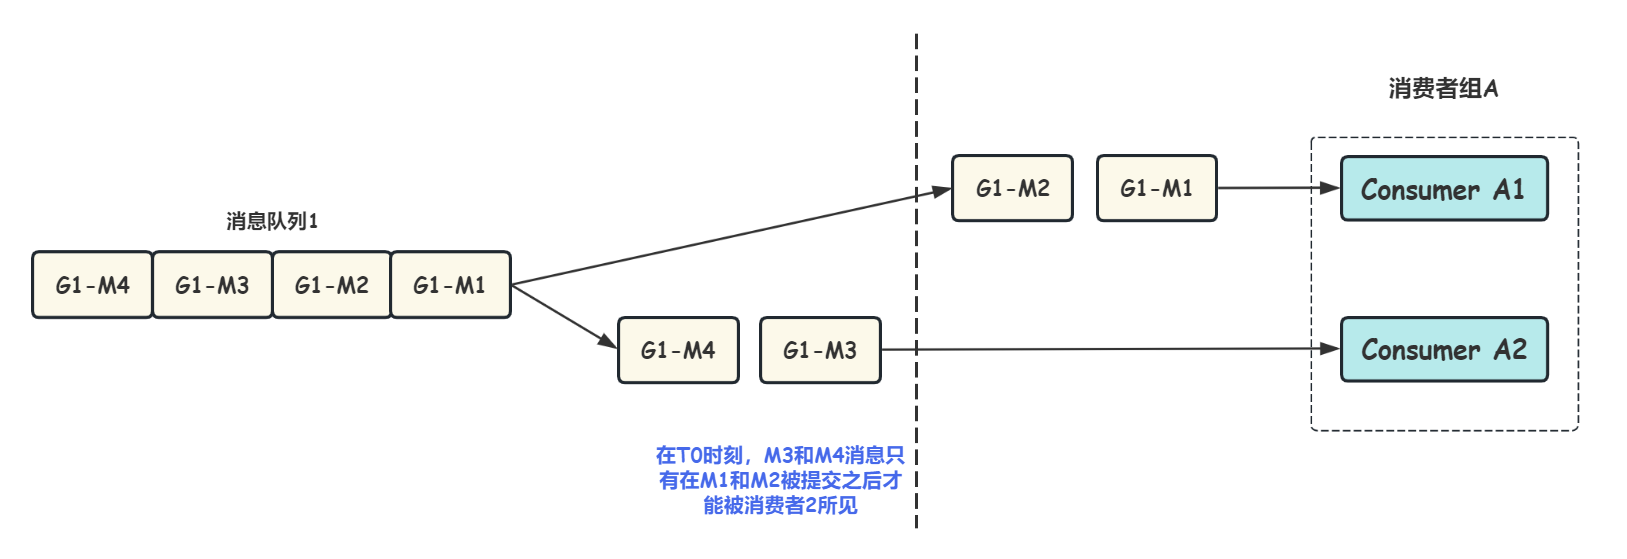 消费者组A
G1-M2
G1-M1
Consumer A1
消息队列1
G1-M4
G1-M3
G1-M2
G1-M1
G1-M4
G1-M3
Consumer A2
在T0时刻，M3和M4消息只
有在M1和M2被提交之后才
能被消费者2所见